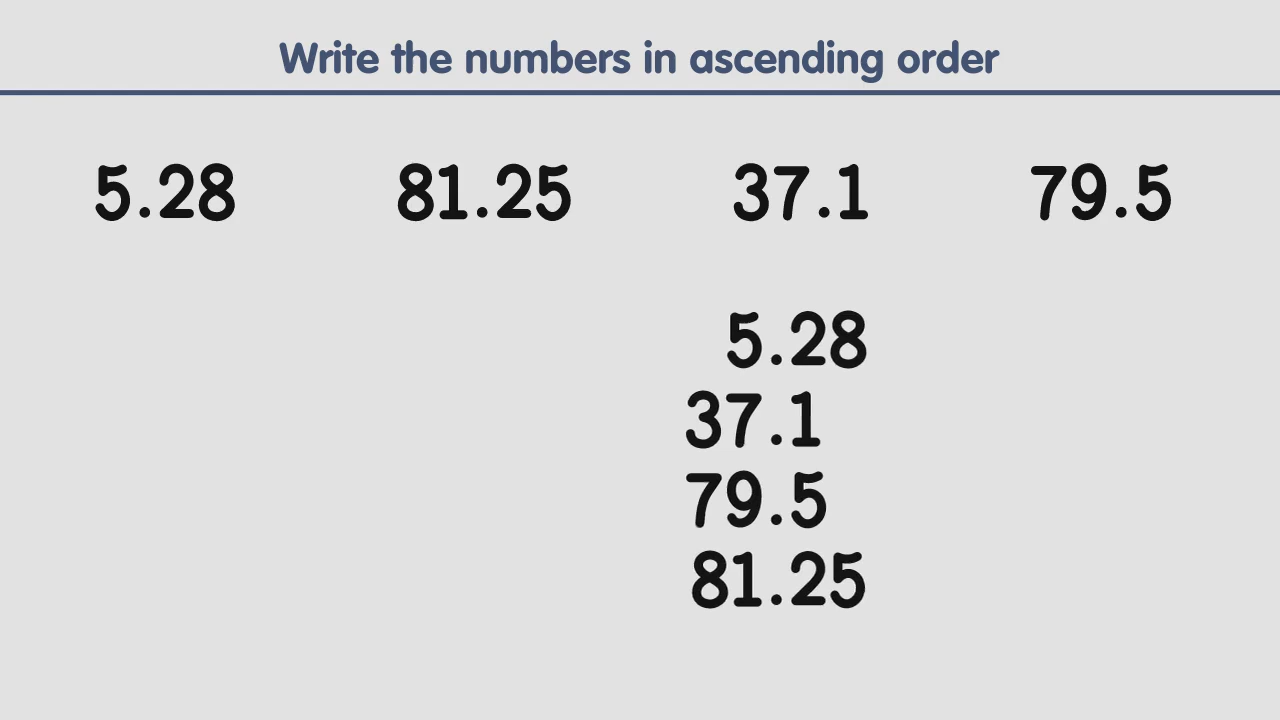 Write the numbers in ascending order
5.28 81.25 37.1 79.5
5.28
37.1
79.5
81.25